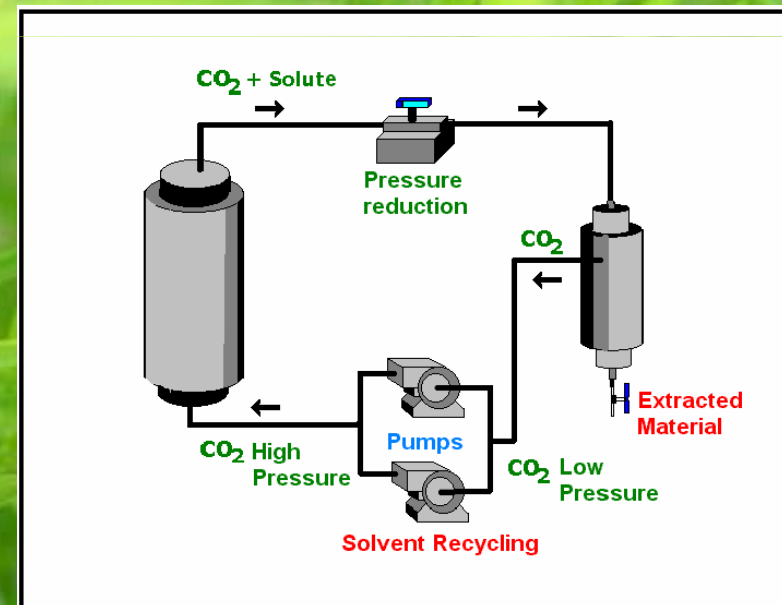 CO2 + Solute
Pressure
reduction
CO2
Extracted
Material
Pumps
CO2 High
Pressure
CO2 Low
Pressure
Solvent Recycling